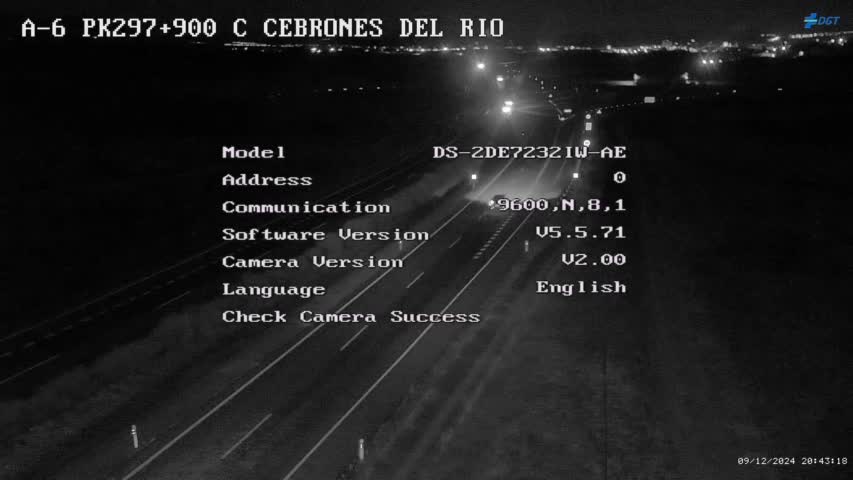 A-6 PK297+900 C CEBRONES DEL RIO
DGT
Model DS-2DE7232IW-AE
Address 0
Communication 9600,N,8,1
Software Version V5.5.71
Camera Version V2.00
Language English
Check Camera Success
09/12/2024 20:43:18